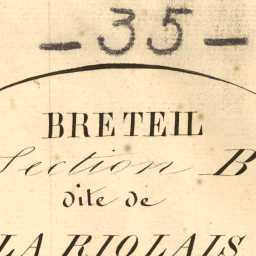 - 35 -
BRETEIL
Section B
dite de
LA RIOLAIS